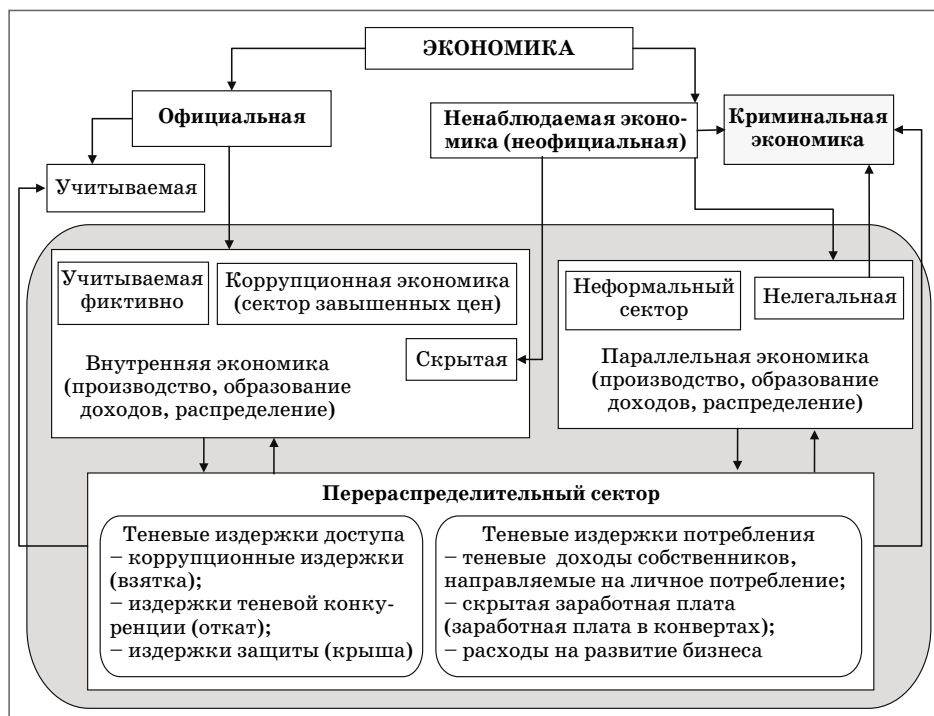 ЭКОНОМИКА
Официальная
Ненаблюдаемая эконо-
мика (неофициальная)
Криминальная
экономика
Учитываемая
Учитываемая
фиктивно
Коррупционная экономика
(сектор завышенных цен)
Скрытая
Внутренняя экономика
(производство, образование
доходов, распределение)
Неформальный
сектор
Нелегальная
Параллельная экономика
(производство, образование
доходов, распределение)
Перераспределительный сектор
Теневые издержки доступа
– коррупционные издержки
(взятка);
– издержки теневой конку-
ренции (откат);
– издержки защиты (крыша)
Теневые издержки потребления
– теневые доходы собственников,
направляемые на личное потребление;
– скрытая заработная плата
(заработная плата в конвертах);
– расходы на развитие бизнеса